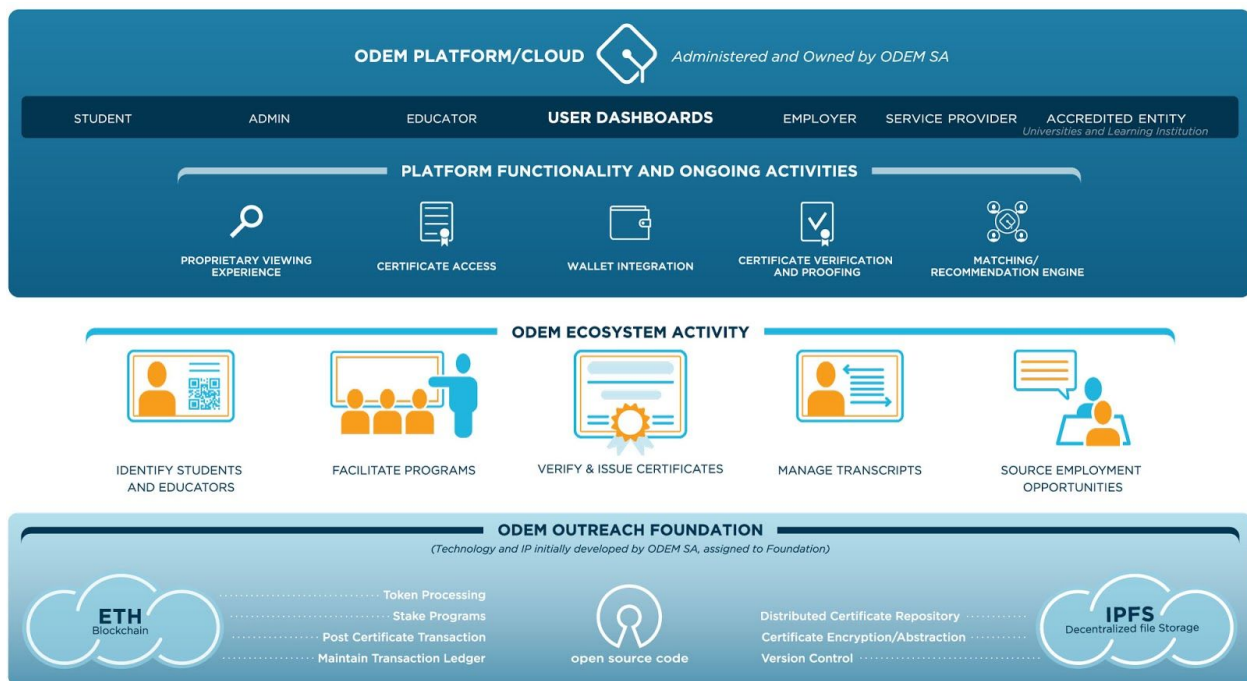 ODEM PLATFORM/CLOUD
Administered and Owned by ODEM SA
STUDENT
ADMIN
EDUCATOR
USER DASHBOARDS
EMPLOYER
SERVICE PROVIDER
ACCREDITED ENTITY
Universities and Learning Institution
PLATFORM FUNCTIONALITY AND ONGOING ACTIVITIES
PROPRIETARY VIEWING
EXPERIENCE
CERTIFICATE ACCESS
WALLET INTEGRATION
CERTIFICATE VERIFICATION
AND PROOFING
MATCHING/
RECOMMENDATION ENGINE
ODEM ECOSYSTEM ACTIVITY
IDENTIFY STUDENTS
AND EDUCATORS
FACILITATE PROGRAMS
VERIFY & ISSUE CERTIFICATES
MANAGE TRANSCRIPTS
SOURCE EMPLOYMENT
OPPORTUNITIES
ODEM OUTREACH FOUNDATION
(Technology and IP initially developed by ODEM SA, assigned to Foundation)
ETH
Blockchain
Token Processing
Stake Programs
Post Certificate Transaction
Maintain Transaction Ledger
open source code
Distributed Certificate Repository
Certificate Encryption/Abstraction
Version Control
IPFS
Decentralized file Storage